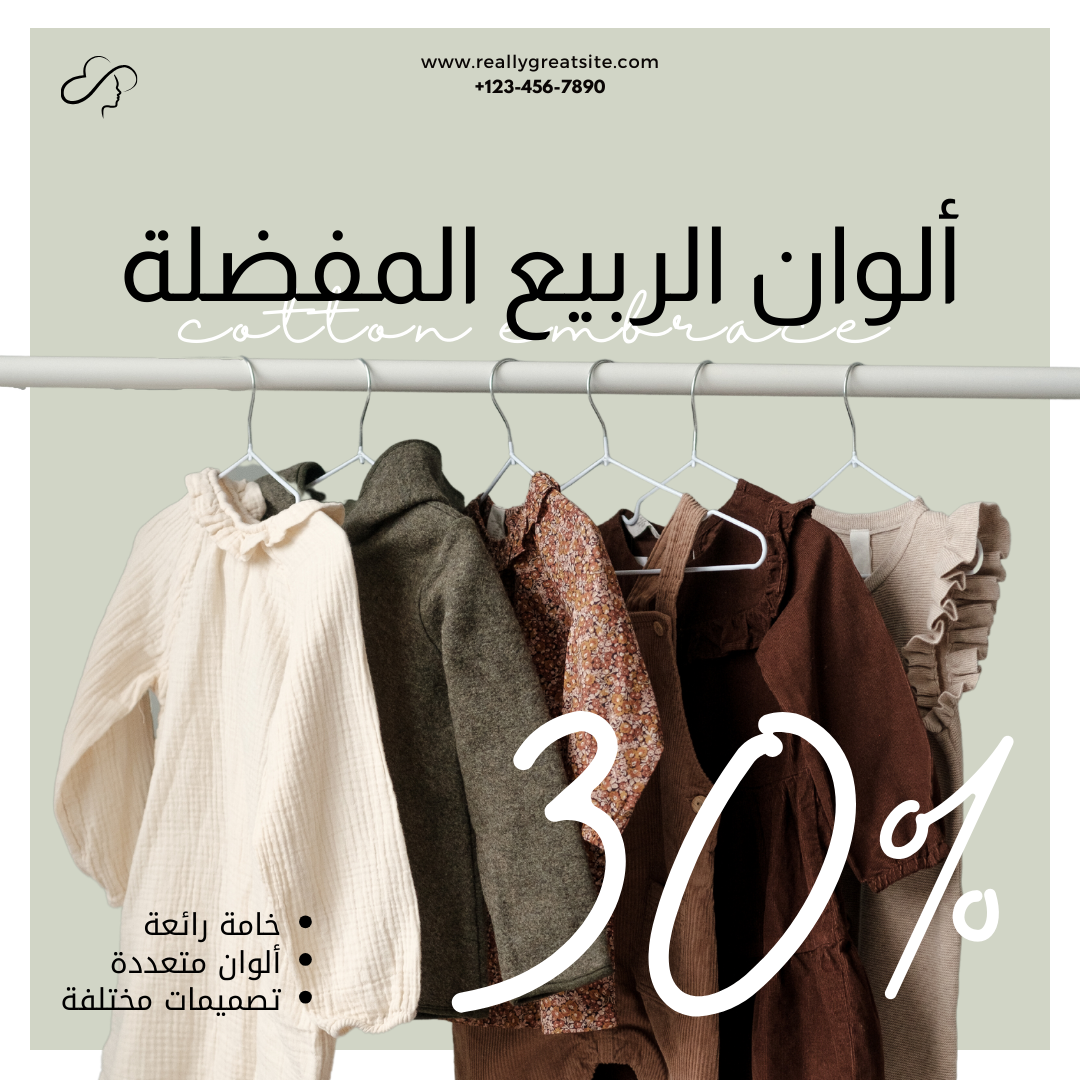 www.reallygreatsite.com
+123-456-7890
ألوان الربيع المفضلة
cotton embrace
30%
• خامة رائعة
• ألوان متعددة
• تصميمات مختلفة